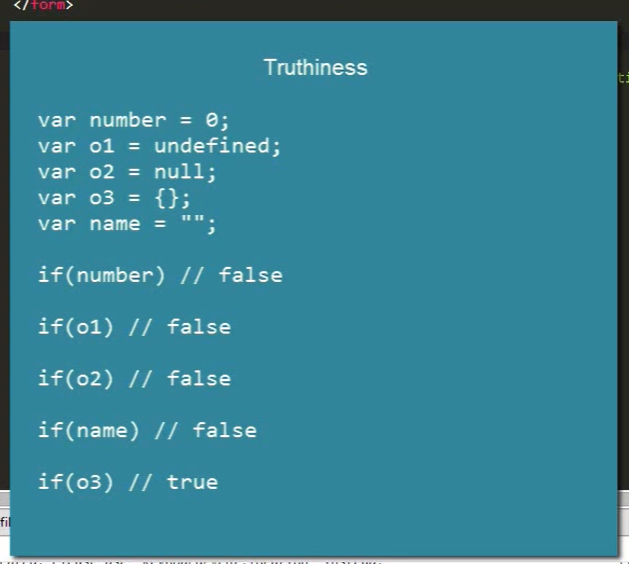 </form>
Truthiness
var number = 0;
var o1 = undefined;
var o2 = null;
var o3 = {};
var name = "";
if(number) // false
if(o1) // false
if(o2) // false
if(name) // false
if(o3) // true